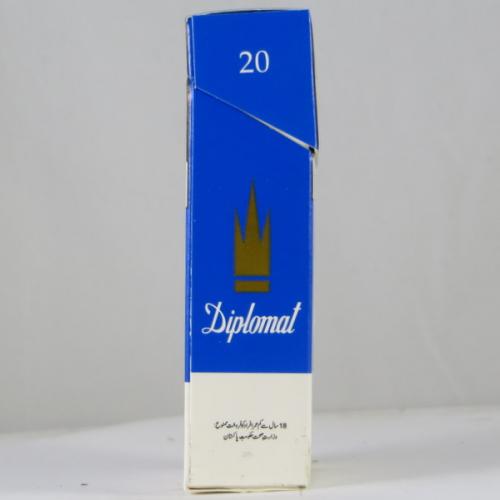 20
Diplomat
18 سال سے کم عمر افراد کو فروخت ممنوع:
وزارت صحت حکومت پاکستان